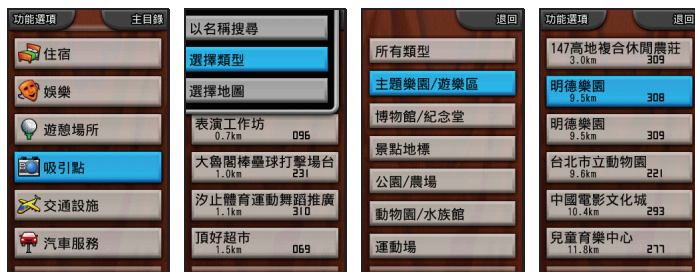 功能選項 主目錄
住宿
娛樂
遊憩場所
吸引點
交通設施
汽車服務
以名稱搜尋
選擇類型
選擇地圖
表演工作坊
0.7km 096
大魯閣棒壘球打擊場台
1.0km 231
汐止體育運動舞蹈推廣
1.1km 310
頂好超市
1.5km 069
退回
所有類型
主題樂園/遊樂區
博物館/紀念堂
景點地標
公園/農場
動物園/水族館
運動場
功能選項 退回
147高地複合休閒農莊
3.0km 309
明德樂園
9.5km 308
明德樂園
9.5km 309
台北市立動物園
9.6km 221
中國電影文化城
10.4km 293
兒童育樂中心
11.8km 277